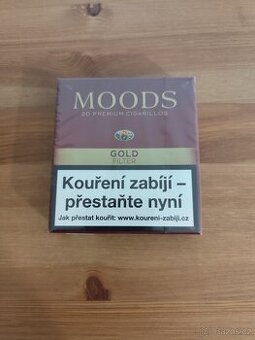 MOODS
20 PREMIUM CIGARILLOS
GOLD
FILTER
Kouření zabíjí –
přestaňte nyní
Jak přestat kouřit: www.koureni-zabiji.cz